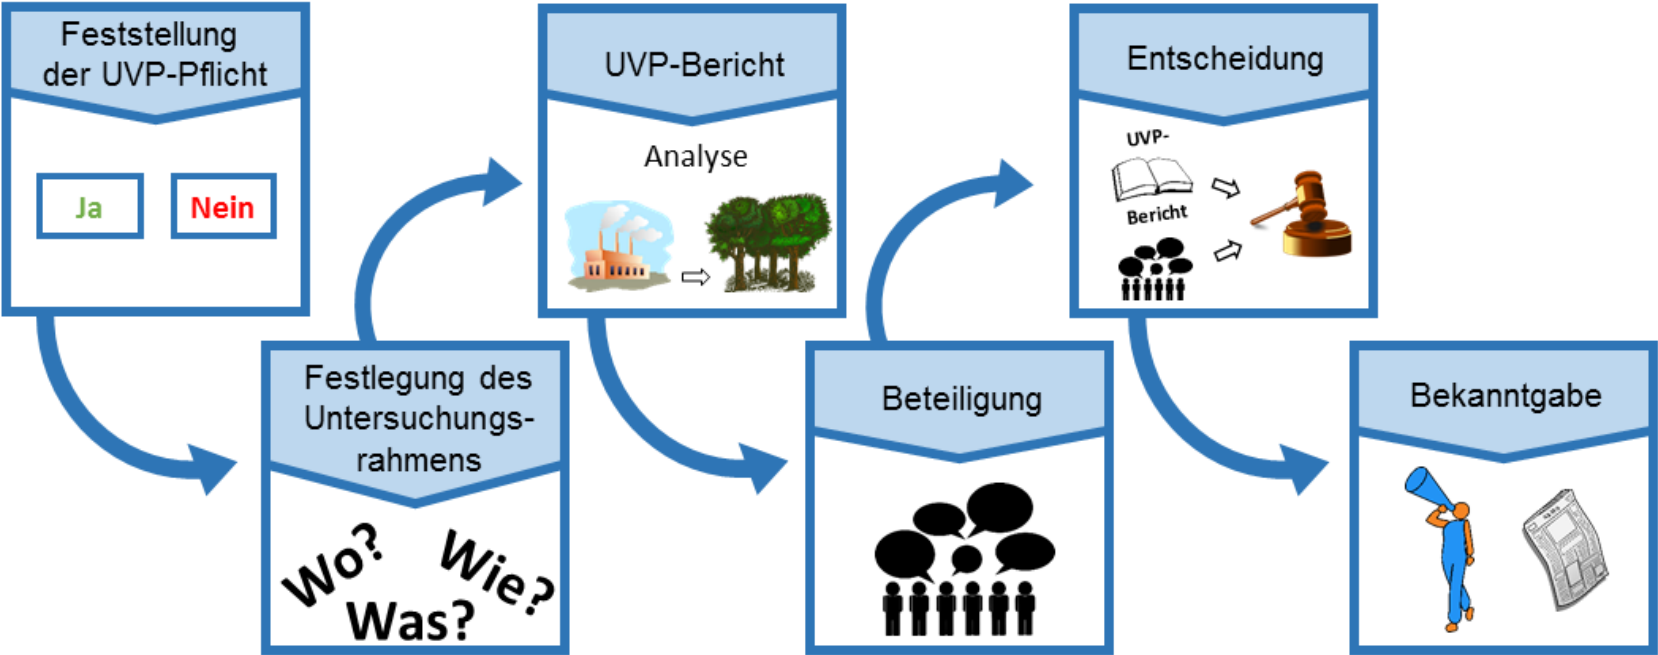 Feststellung
der UVP-Pflicht
Ja
Nein
Festlegung des
Untersuchungs-
rahmens
Wo?
Wie?
Was?
UVP-Bericht
Analyse
Beteiligung
Entscheidung
UVP-
Bericht
Bekanntgabe